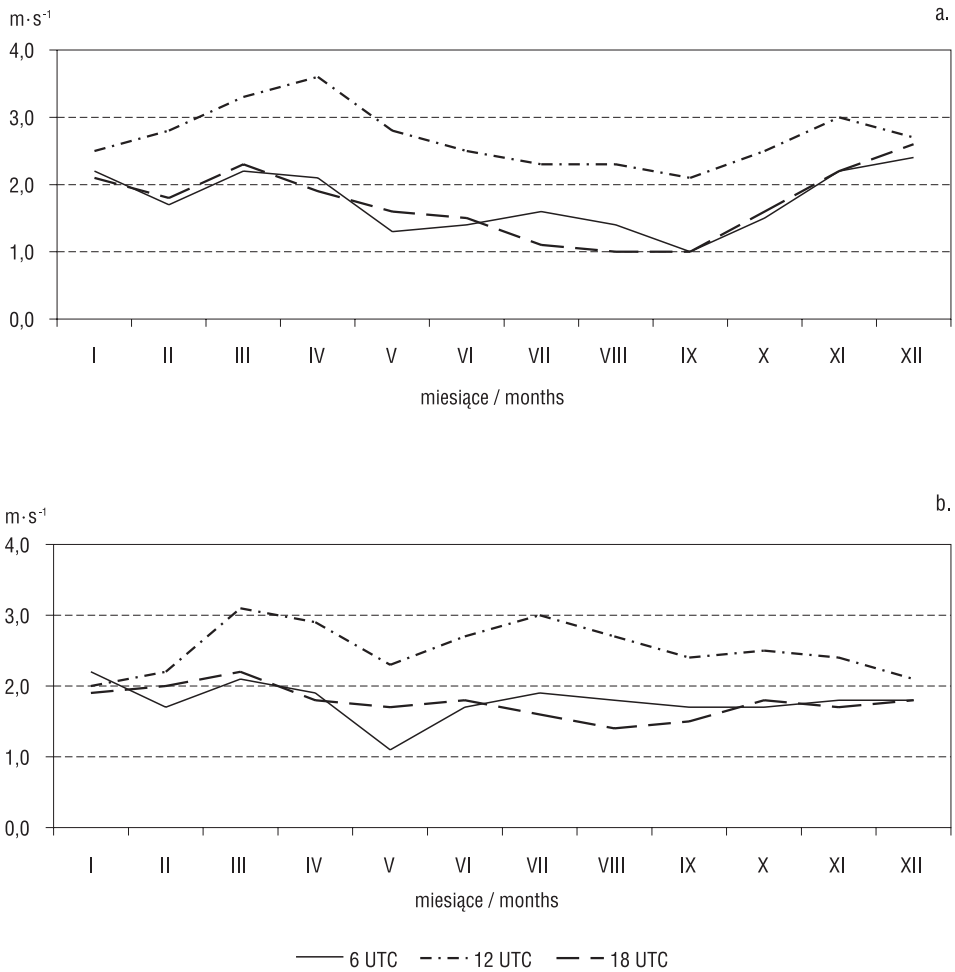 m·s⁻¹
a.
4,0
3,0
2,0
1,0
0,0
I II III IV V VI VII VIII IX X XI XII
miesiące / months
b.
m·s⁻¹
4,0
3,0
2,0
1,0
0,0
I II III IV V VI VII VIII IX X XI XII
miesiące / months
6 UTC 12 UTC 18 UTC